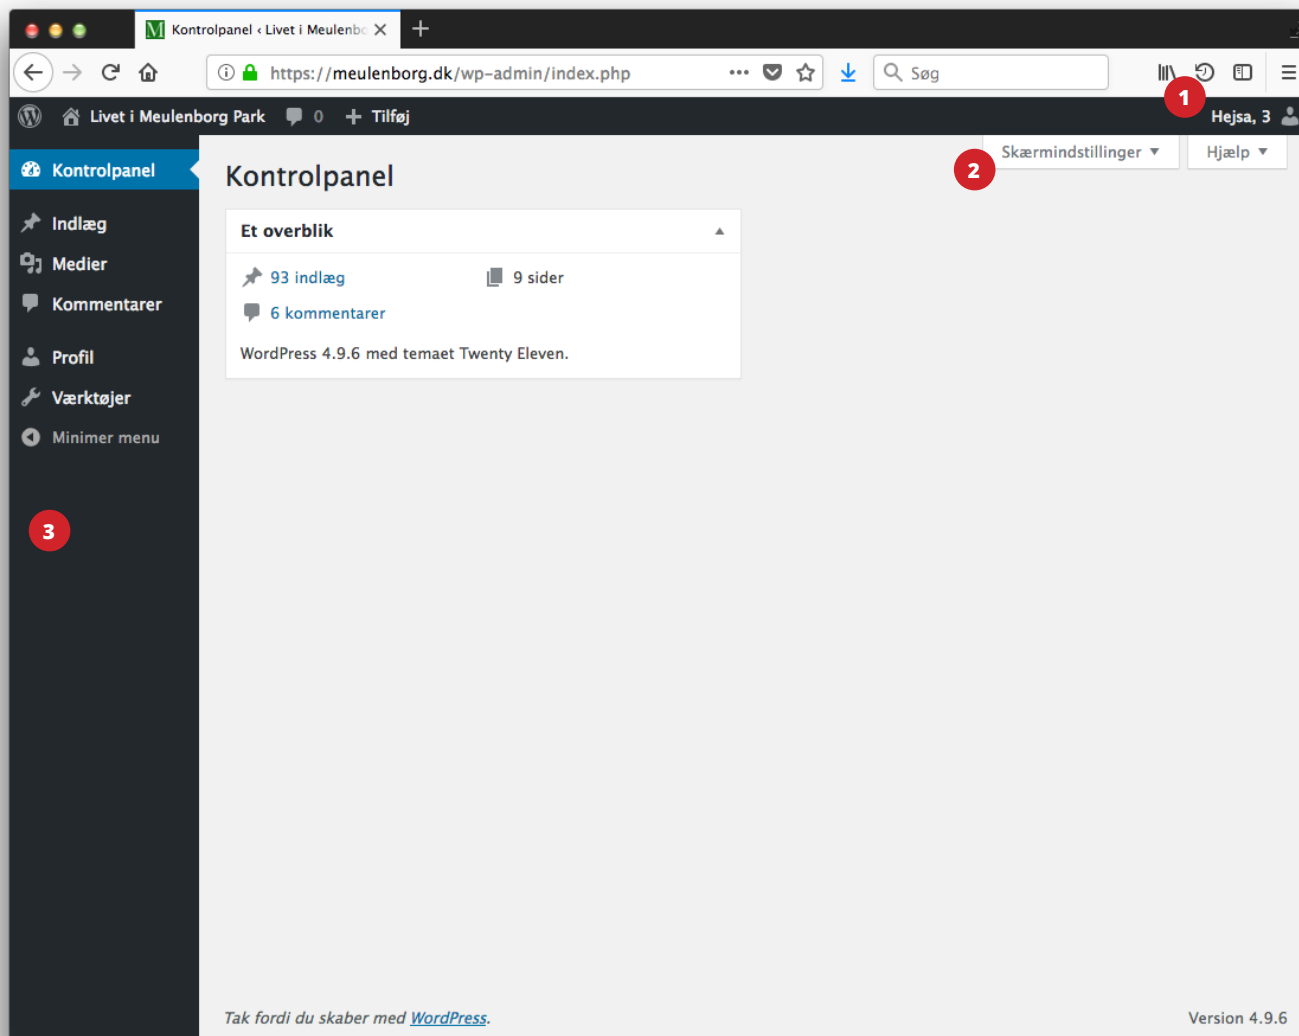 Kontrolpanel ‹ Livet i Meulenbo
https://meulenborg.dk/wp-admin/index.php
Søg
1
Livet i Meulenborg Park 0 Tilføj
Hejsa, 3
Kontrolpanel
Indlæg
Medier
Kommentarer
Profil
Værktøjer
Minimer menu
3
2
Skærmindstillinger ▼
Hjælp ▼
Kontrolpanel
Et overblik
93 indlæg
9 sider
6 kommentarer
WordPress 4.9.6 med temaet Twenty Eleven.
Tak fordi du skaber med WordPress.
Version 4.9.6